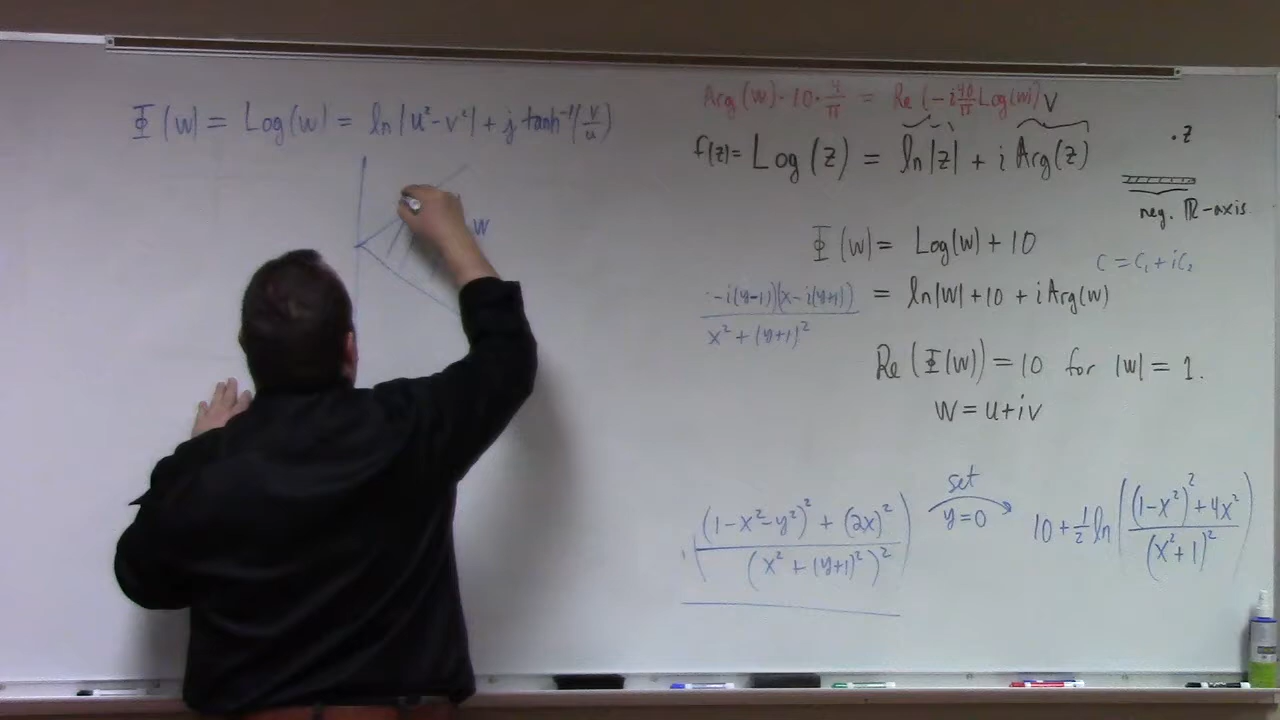 Φ(w) = Log(w) = ln|u²-v²| + j tanh⁻¹(v/u)
w
Arg(w)·10·4/π = Re(-i 40/π Log(w)) v
f(z) = Log(z) = ln|z| + i Arg(z)
· z
neg. ℝ-axis
Φ(w) = Log(w) + 10
C = C₁ + iC₂
-i(y-1))(x-i(y+1)) / x²+(y+1)² = ln|w| + 10 + i Arg(w)
Re(Φ(w)) = 10 for |w| = 1.
w = u+iv
((1-x²-y²)² + (2x)² / (x²+(y+1)²)²) set y=0 10 + ½ ln((1-x²)²+4x² / (x²+1)²)